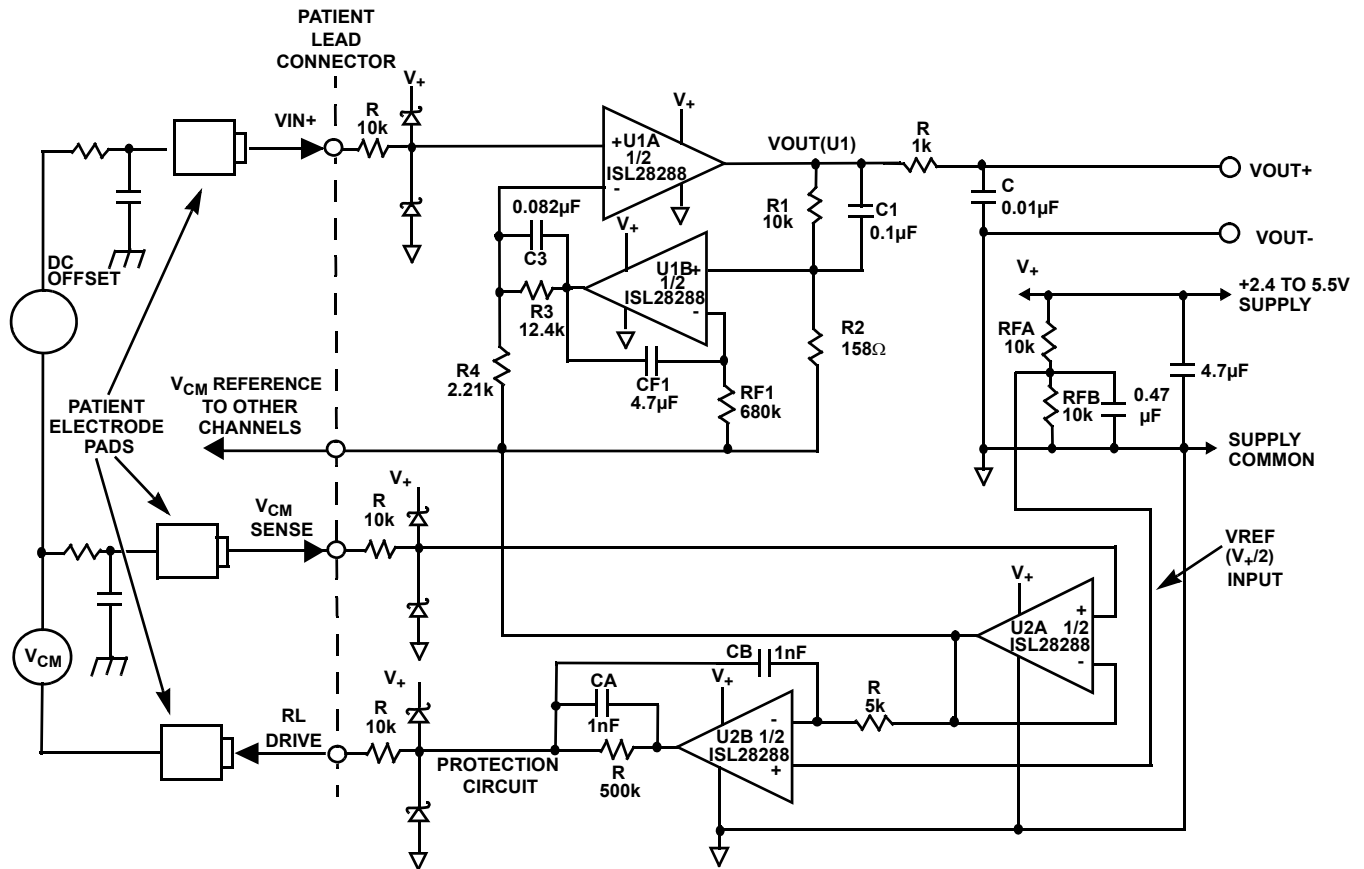 PATIENT
LEAD
CONNECTOR
VIN+
R
10k
V+
V+
+U1A
1/2
ISL28288
-
VOUT(U1)
R
1k
VOUT+
C
0.01µF
VOUT-
R1
10k
C1
0.1µF
0.082µF
C3
V+
U1B+
1/2
ISL28288
-
R3
12.4k
R2
158Ω
R4
2.21k
CF1
4.7µF
RF1
680k
DC
OFFSET
V+
+2.4 TO 5.5V
SUPPLY
RFA
10k
4.7µF
RFB
10k
0.47
µF
SUPPLY
COMMON
VCM REFERENCE
TO OTHER
CHANNELS
PATIENT
ELECTRODE
PADS
VCM
SENSE
R
10k
V+
VREF
(V+/2)
INPUT
V+
+
U2A 1/2
ISL28288
-
VCM
RL
DRIVE
R
10k
V+
PROTECTION
CIRCUIT
CB
1nF
CA
1nF
R
500k
V+
-
U2B 1/2
ISL28288
+
R
5k